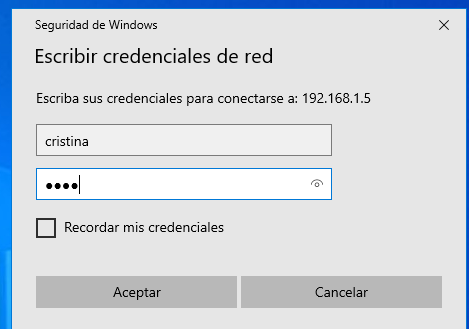 Seguridad de Windows
Escribir credenciales de red
Escriba sus credenciales para conectarse a: 192.168.1.5
cristina
●●●●
Recordar mis credenciales
Aceptar
Cancelar